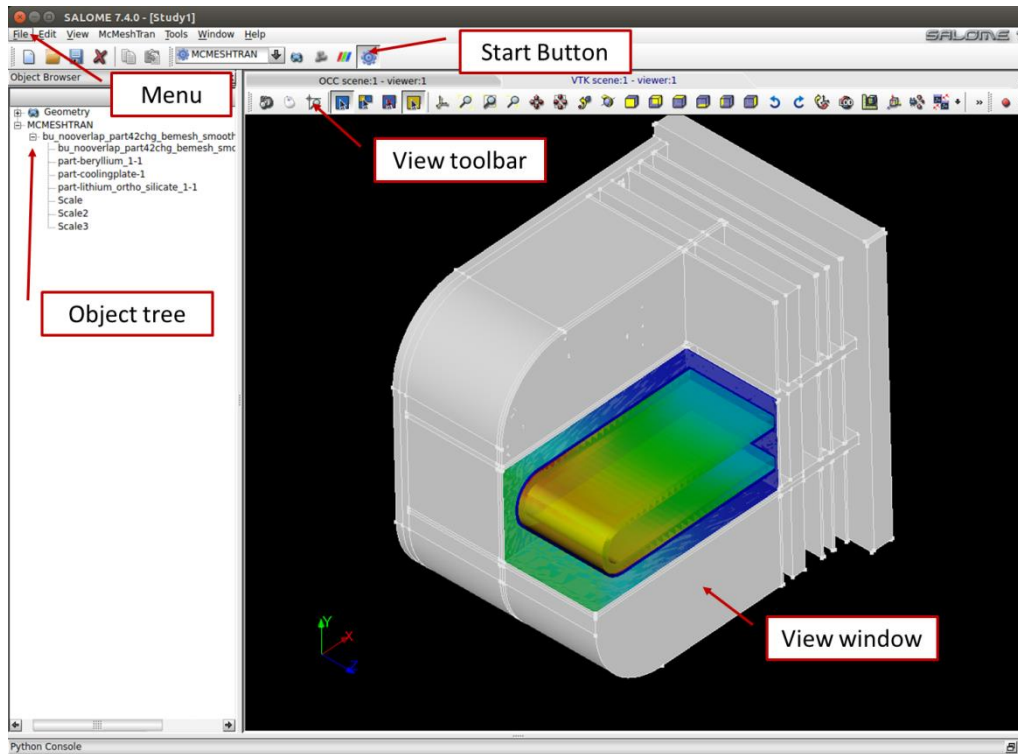 SALOME 7.4.0 - [Study1]
File Edit View McMeshTran Tools Window Help
SALOME 7
MCMESHTRAN
Start Button
Object Browser
Menu
OCC scene:1 - viewer:1
VTK scene:1 - viewer:1
View toolbar
Geometry
MCMESHTRAN
bu_nooverlap_part42chg_bemesh_smooth
bu_nooverlap_part42chg_bemesh_smo
part-beryllium_1-1
part-coolingplate-1
part-lithium_ortho_silicate_1-1
Scale
Scale2
Scale3
Object tree
View window
Y
X
Z
Python Console